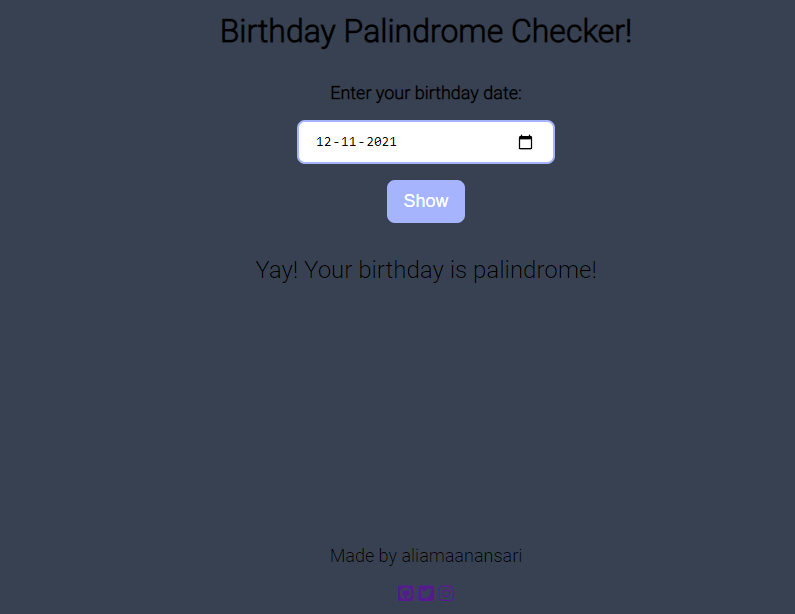 Birthday Palindrome Checker!
Enter your birthday date:
12-11-2021
Show
Yay! Your birthday is palindrome!
Made by aliamaanansari